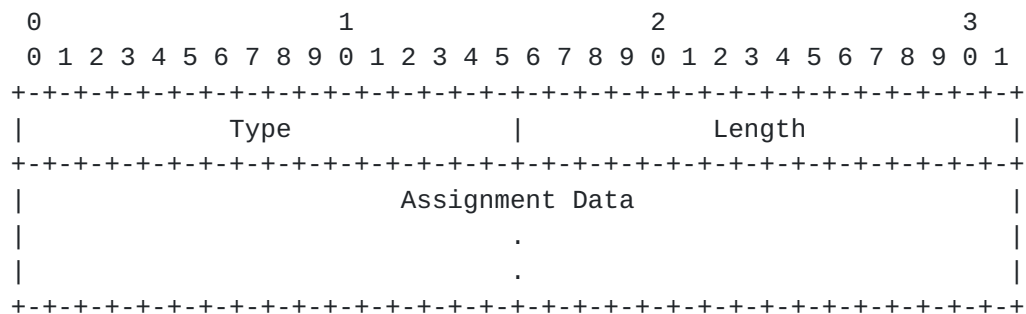 0                   1                   2                   3
 0 1 2 3 4 5 6 7 8 9 0 1 2 3 4 5 6 7 8 9 0 1 2 3 4 5 6 7 8 9 0 1
+-+-+-+-+-+-+-+-+-+-+-+-+-+-+-+-+-+-+-+-+-+-+-+-+-+-+-+-+-+-+-+-+
|             Type              |            Length             |
+-+-+-+-+-+-+-+-+-+-+-+-+-+-+-+-+-+-+-+-+-+-+-+-+-+-+-+-+-+-+-+-+
|                        Assignment Data                        |
|                               .                               |
|                               .                               |
+-+-+-+-+-+-+-+-+-+-+-+-+-+-+-+-+-+-+-+-+-+-+-+-+-+-+-+-+-+-+-+-+